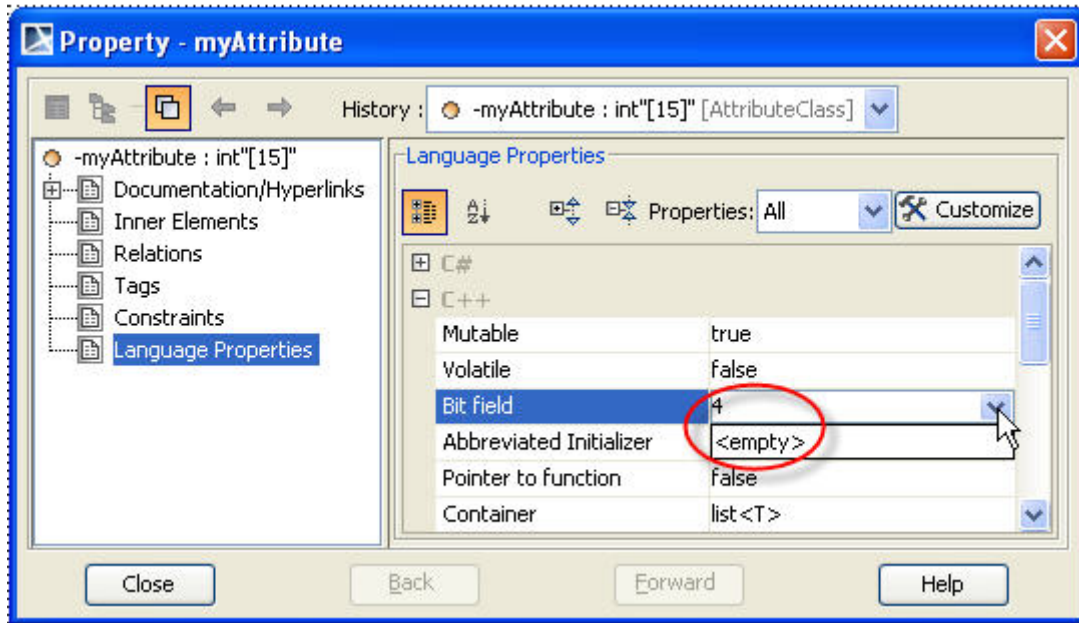 Property - myAttribute
History : -myAttribute : int"[15]" [AttributeClass]
-myAttribute : int"[15]"
Documentation/Hyperlinks
Inner Elements
Relations
Tags
Constraints
Language Properties
Language Properties
Properties: All Customize
C#
C++
Mutable true
Volatile false
Bit field 4
Abbreviated Initializer <empty>
Pointer to function false
Container list<T>
Close Back Forward Help